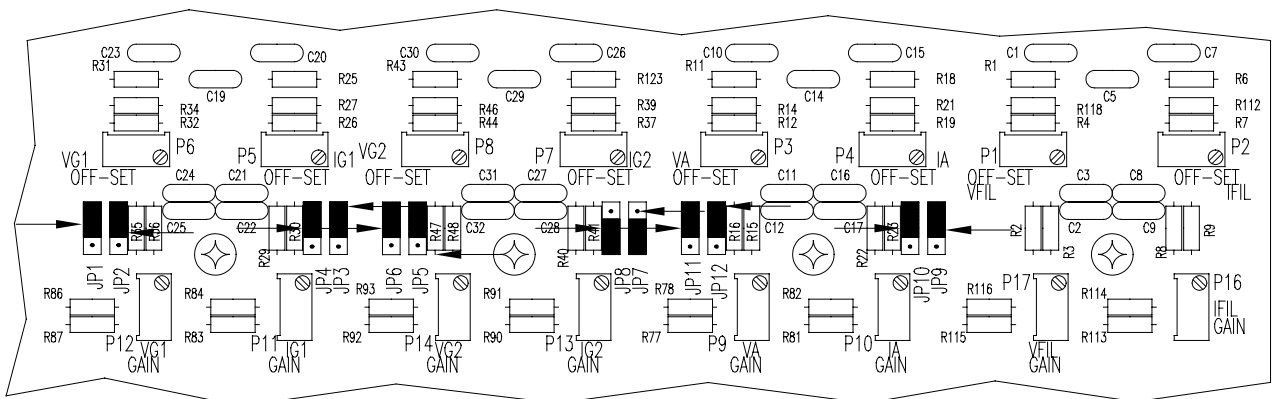 C23 C20 C30 C26 C10 C15 C1 C7
R31 R25 R43 R123 R11 R18 R1 R6
C19 C29 C14 C5
R34 R27 R46 R39 R14 R21 R118 R112
R32 R26 R44 R37 R12 R19 R4 R7
P6 P5 P8 P7 P3 P4 P1 P2
VG1 IG1 VG2 IG2 VA IA
OFF-SET OFF-SET OFF-SET OFF-SET OFF-SET OFF-SET OFF-SET OFF-SET
VFIL IFIL
C24 C21 C31 C27 C11 C16 C3 C8
C25 C22 C32 C28 C12 C17 C2 C9
R35 R36 R29 R30 R47 R48 R40 R41 R16 R15 R22 R23 R2 R3 R8 R9
JP1 JP2 JP4 JP3 JP6 JP5 JP8 JP7 JP11 JP12 JP10 JP9
R86 R84 R93 R91 R78 R82 R116 P17 R114 P16
R87 R83 R92 R90 R77 R81 R115 R113
IFIL
GAIN
P12 P11 P14 P13 P9 P10
VG1 IG1 VG2 IG2 VA IA VFIL
GAIN GAIN GAIN GAIN GAIN GAIN GAIN